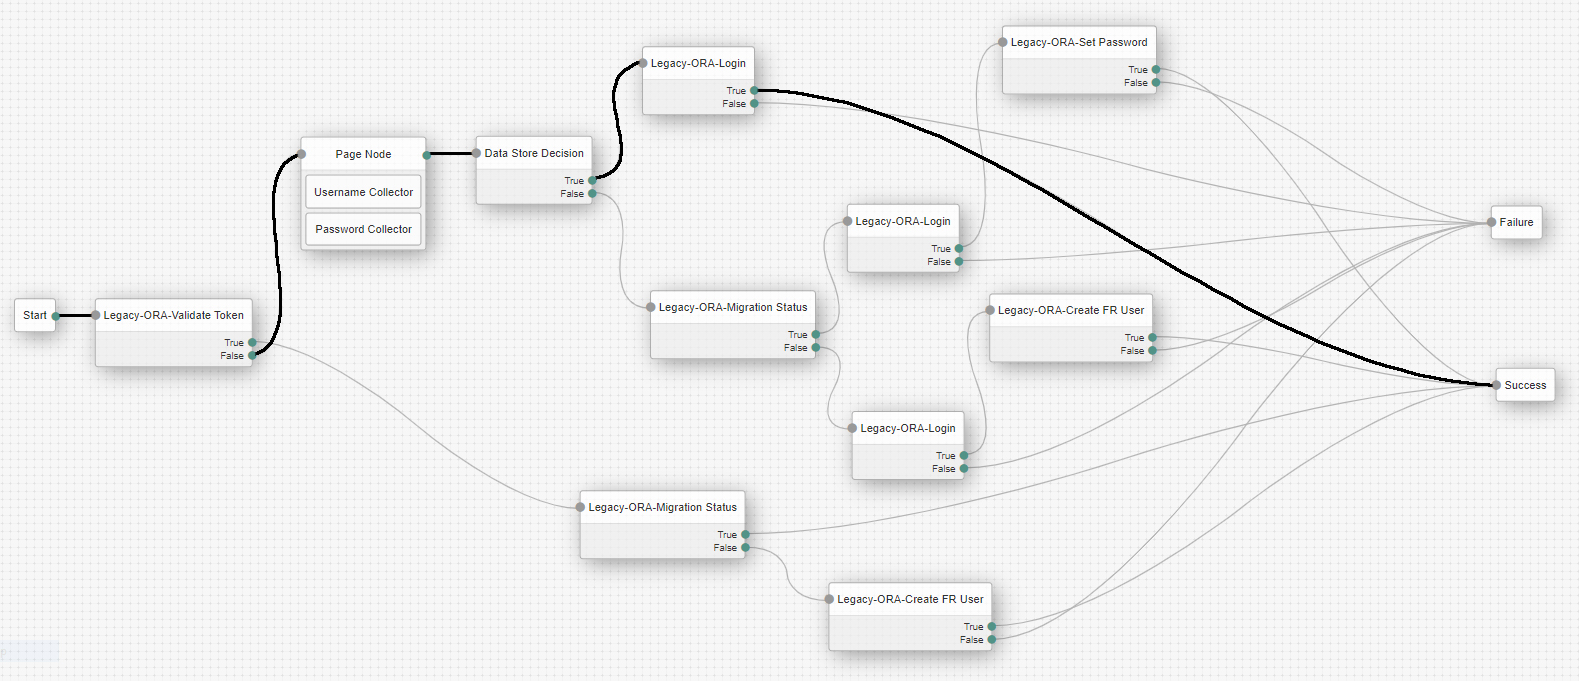 Start
Legacy-ORA-Validate Token
True
False
Page Node
Username Collector
Password Collector
Data Store Decision
True
False
Legacy-ORA-Login
True
False
Legacy-ORA-Set Password
True
False
Legacy-ORA-Login
True
False
Legacy-ORA-Migration Status
True
False
Legacy-ORA-Create FR User
True
False
Legacy-ORA-Login
True
False
Legacy-ORA-Migration Status
True
False
Legacy-ORA-Create FR User
True
False
Failure
Success